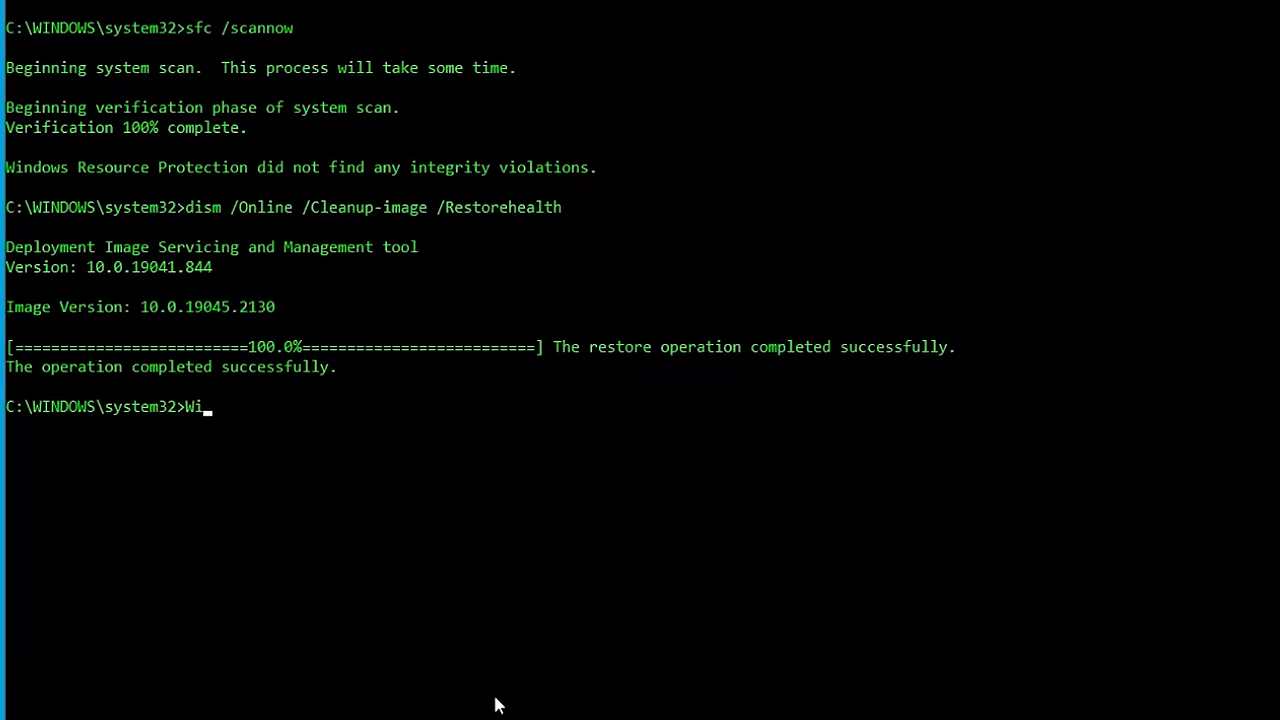 C:\WINDOWS\system32>sfc /scannow
Beginning system scan.  This process will take some time.
Beginning verification phase of system scan.
Verification 100% complete.
Windows Resource Protection did not find any integrity violations.
C:\WINDOWS\system32>dism /Online /Cleanup-image /Restorehealth
Deployment Image Servicing and Management tool
Version: 10.0.19041.844
Image Version: 10.0.19045.2130
[==========================100.0%==========================] The restore operation completed successfully.
The operation completed successfully.
C:\WINDOWS\system32>Wi_